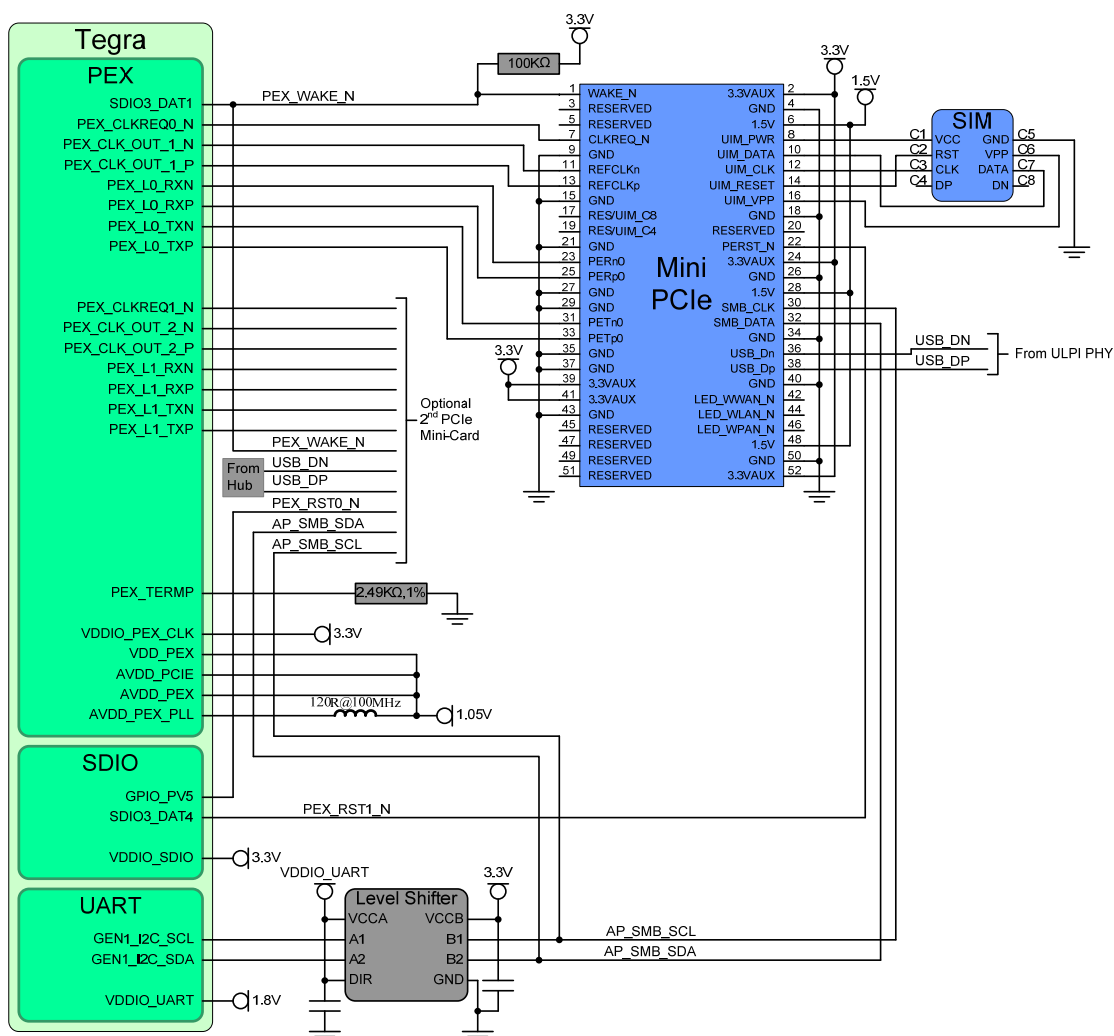 Tegra
PEX
SDIO3_DAT1
PEX_CLKREQ0_N
PEX_CLK_OUT_1_N
PEX_CLK_OUT_1_P
PEX_L0_RXN
PEX_L0_RXP
PEX_L0_TXN
PEX_L0_TXP
PEX_CLKREQ1_N
PEX_CLK_OUT_2_N
PEX_CLK_OUT_2_P
PEX_L1_RXN
PEX_L1_RXP
PEX_L1_TXN
PEX_L1_TXP
PEX_TERMP
VDDIO_PEX_CLK
VDD_PEX
AVDD_PCIE
AVDD_PEX
AVDD_PEX_PLL
SDIO
GPIO_PV5
SDIO3_DAT4
VDDIO_SDIO
UART
GEN1_I2C_SCL
GEN1_I2C_SDA
VDDIO_UART
PEX_WAKE_N
100KΩ
3.3V
PEX_WAKE_N
From
Hub
USB_DN
USB_DP
PEX_RST0_N
AP_SMB_SDA
AP_SMB_SCL
Optional
2nd PCIe
Mini-Card
2.49KΩ,1%
3.3V
120R@100MHz
1.05V
PEX_RST1_N
3.3V
1.8V
VDDIO_UART
3.3V
Level Shifter
VCCA
A1
A2
DIR
VCCB
B1
B2
GND
AP_SMB_SCL
AP_SMB_SDA
3.3V
3.3V
1.5V
Mini
PCIe
1 WAKE_N
3 RESERVED
5 RESERVED
7 CLKREQ_N
9 GND
11 REFCLKn
13 REFCLKp
15 GND
17 RES/UIM_C8
19 RES/UIM_C4
21 GND
23 PERn0
25 PERp0
27 GND
29 GND
31 PETn0
33 PETp0
35 GND
37 GND
39 3.3VAUX
41 3.3VAUX
43 GND
45 RESERVED
47 RESERVED
49 RESERVED
51 RESERVED
3.3VAUX 2
GND 4
1.5V 6
UIM_PWR 8
UIM_DATA 10
UIM_CLK 12
UIM_RESET 14
UIM_VPP 16
GND 18
RESERVED 20
PERST_N 22
3.3VAUX 24
GND 26
1.5V 28
SMB_CLK 30
SMB_DATA 32
GND 34
USB_Dn 36
USB_Dp 38
GND 40
LED_WWAN_N 42
LED_WLAN_N 44
LED_WPAN_N 46
1.5V 48
GND 50
3.3VAUX 52
SIM
C1 VCC
C2 RST
C3 CLK
C4 DP
GND C5
VPP C6
DATA C7
DN C8
USB_DN
USB_DP
From ULPI PHY